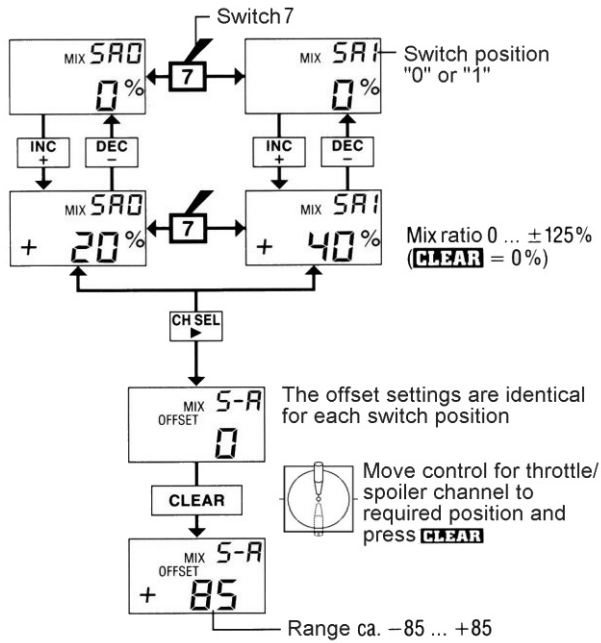 Switch 7
MIX SA0
0%
7
MIX SA1
0%
Switch position
"0" or "1"
INC
+
DEC
−
INC
+
DEC
−
MIX SA0
+ 20%
7
MIX SA1
+ 40%
Mix ratio 0 ... ±125%
(CLEAR = 0%)
CH SEL
MIX S-A
OFFSET
0
The offset settings are identical
for each switch position
CLEAR
Move control for throttle/
spoiler channel to
required position and
press CLEAR
MIX S-A
OFFSET
+ 85
Range ca. −85 ... +85